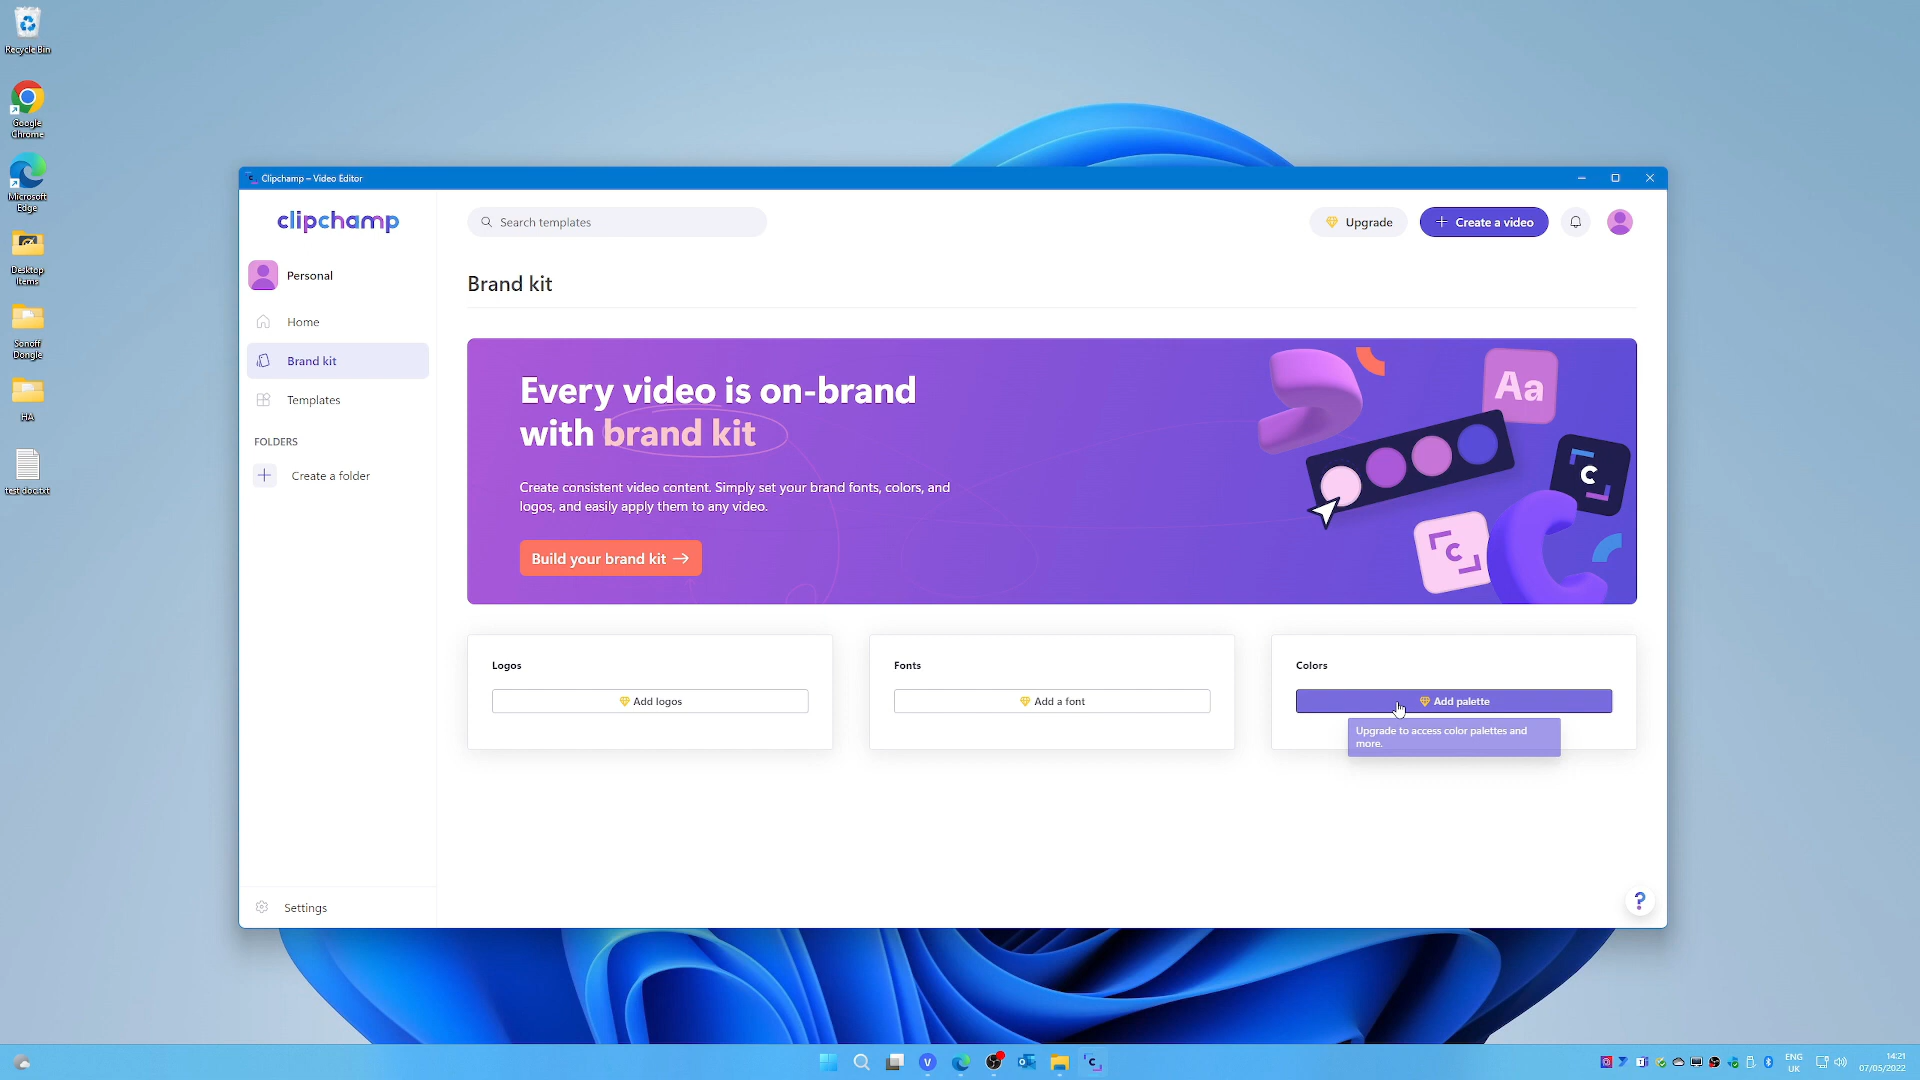 Recycle Bin
Google
Chrome
Microsoft
Edge
Desktop
Items
Sonoff
Dongle
HA
test doc.txt
Clipchamp – Video Editor
clipchamp
Search templates
Upgrade
+ Create a video
Personal
Home
Brand kit
Templates
FOLDERS
+ Create a folder
Settings
Brand kit
Every video is on-brand
with brand kit
Create consistent video content. Simply set your brand fonts, colors, and
logos, and easily apply them to any video.
Build your brand kit →
Aa
C
C
Logos
Add logos
Fonts
Add a font
Colors
Add palette
Upgrade to access color palettes and
more.
?
V
ENG
UK
14:21
07/05/2022